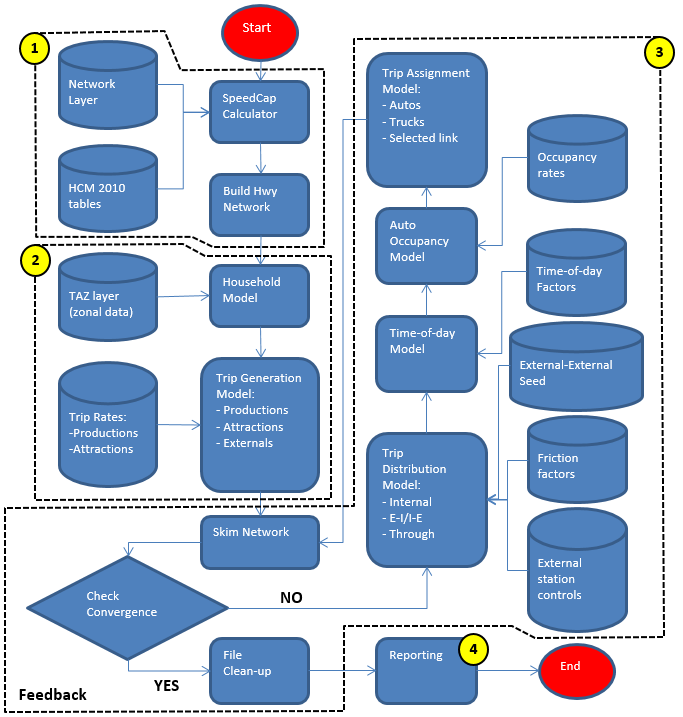 Start
1
Network
Layer
SpeedCap
Calculator
HCM 2010
tables
Build Hwy
Network
2
TAZ layer
(zonal data)
Household
Model
Trip Rates:
-Productions
-Attractions
Trip Generation
Model:
- Productions
- Attractions
- Externals
3
Trip Assignment
Model:
- Autos
- Trucks
- Selected link
Occupancy
rates
Auto
Occupancy
Model
Time-of-day
Factors
Time-of-day
Model
External-External
Seed
Trip
Distribution
Model:
- Internal
- E-I/I-E
- Through
Friction
factors
External
station
controls
Skim Network
Check
Convergence
NO
YES
File
Clean-up
Reporting
4
End
Feedback